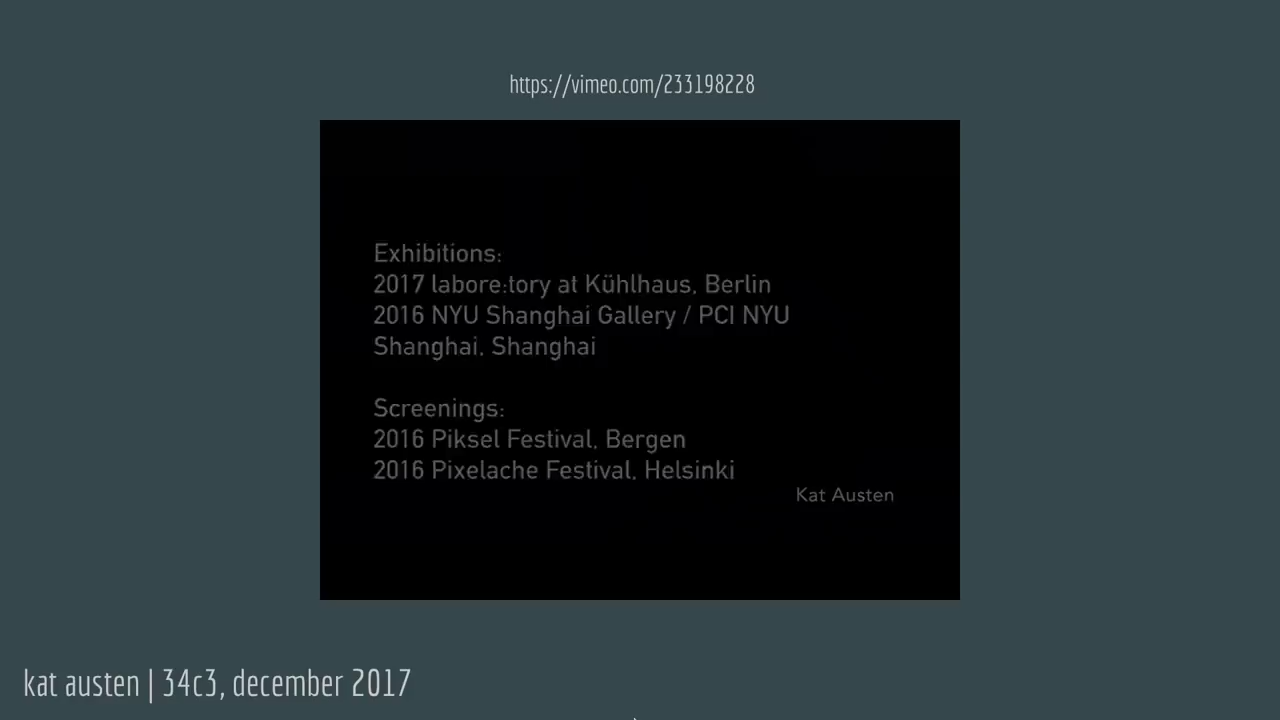 https://vimeo.com/233198228
Exhibitions:
2017 labore:tory at Kühlhaus, Berlin
2016 NYU Shanghai Gallery / PCI NYU
Shanghai, Shanghai
Screenings:
2016 Piksel Festival, Bergen
2016 Pixelache Festival, Helsinki
Kat Austen
kat austen | 34c3, december 2017